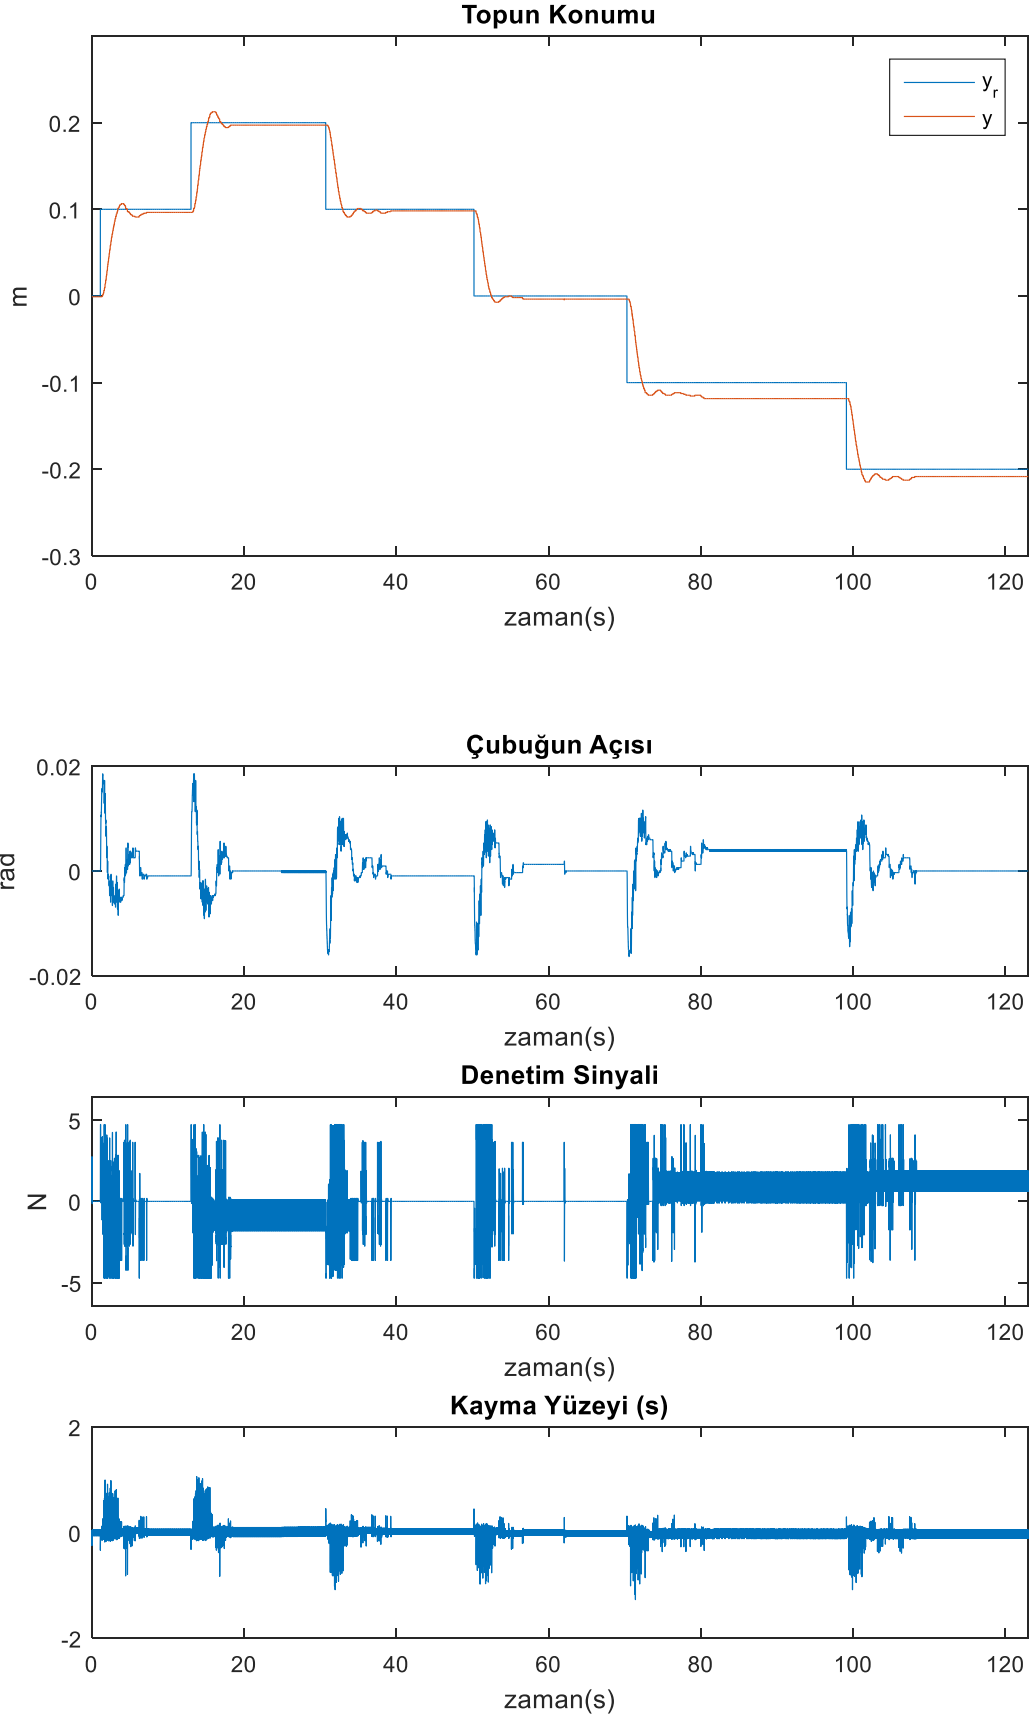 Topun Konumu
y_r
y
0.2
0.1
0
-0.1
-0.2
-0.3
m
0 20 40 60 80 100 120
zaman(s)
Çubuğun Açısı
0.02
0
-0.02
rad
0 20 40 60 80 100 120
zaman(s)
Denetim Sinyali
5
0
-5
N
0 20 40 60 80 100 120
zaman(s)
Kayma Yüzeyi (s)
2
0
-2
0 20 40 60 80 100 120
zaman(s)